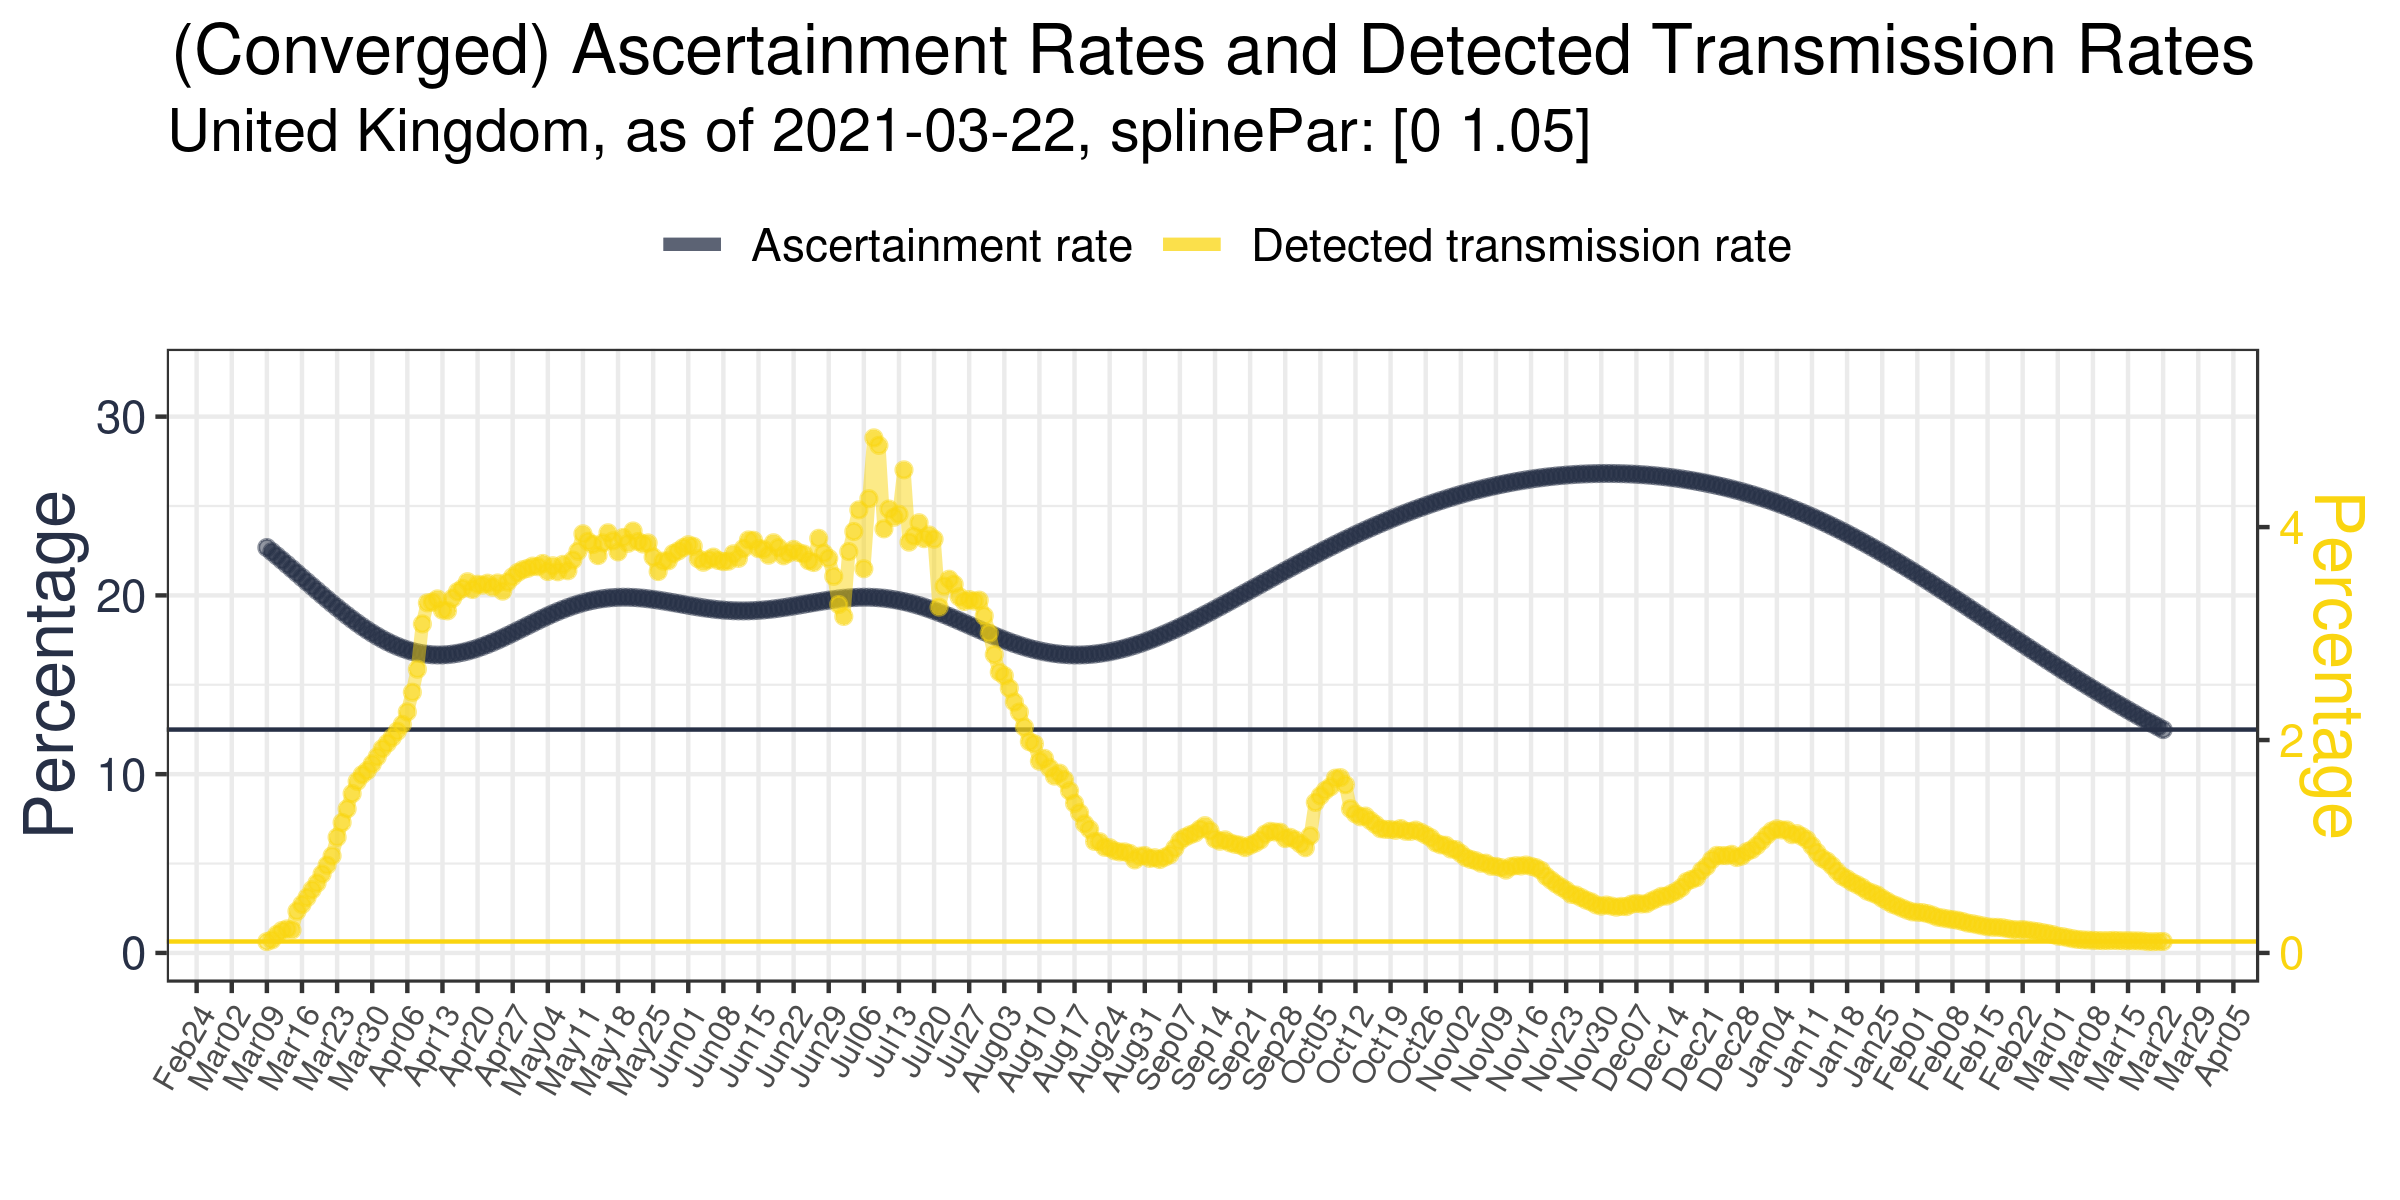 (Converged) Ascertainment Rates and Detected Transmission Rates
United Kingdom, as of 2021-03-22, splinePar: [0 1.05]
Ascertainment rate
Detected transmission rate
Percentage
30
20
10
0
4
2
0
Percentage
Feb24
Mar02
Mar09
Mar16
Mar23
Mar30
Apr06
Apr13
Apr20
Apr27
May04
May11
May18
May25
Jun01
Jun08
Jun15
Jun22
Jun29
Jul06
Jul13
Jul20
Jul27
Aug03
Aug10
Aug17
Aug24
Aug31
Sep07
Sep14
Sep21
Sep28
Oct05
Oct12
Oct19
Oct26
Nov02
Nov09
Nov16
Nov23
Nov30
Dec07
Dec14
Dec21
Dec28
Jan04
Jan11
Jan18
Jan25
Feb01
Feb08
Feb15
Feb22
Mar01
Mar08
Mar15
Mar22
Mar29
Apr05